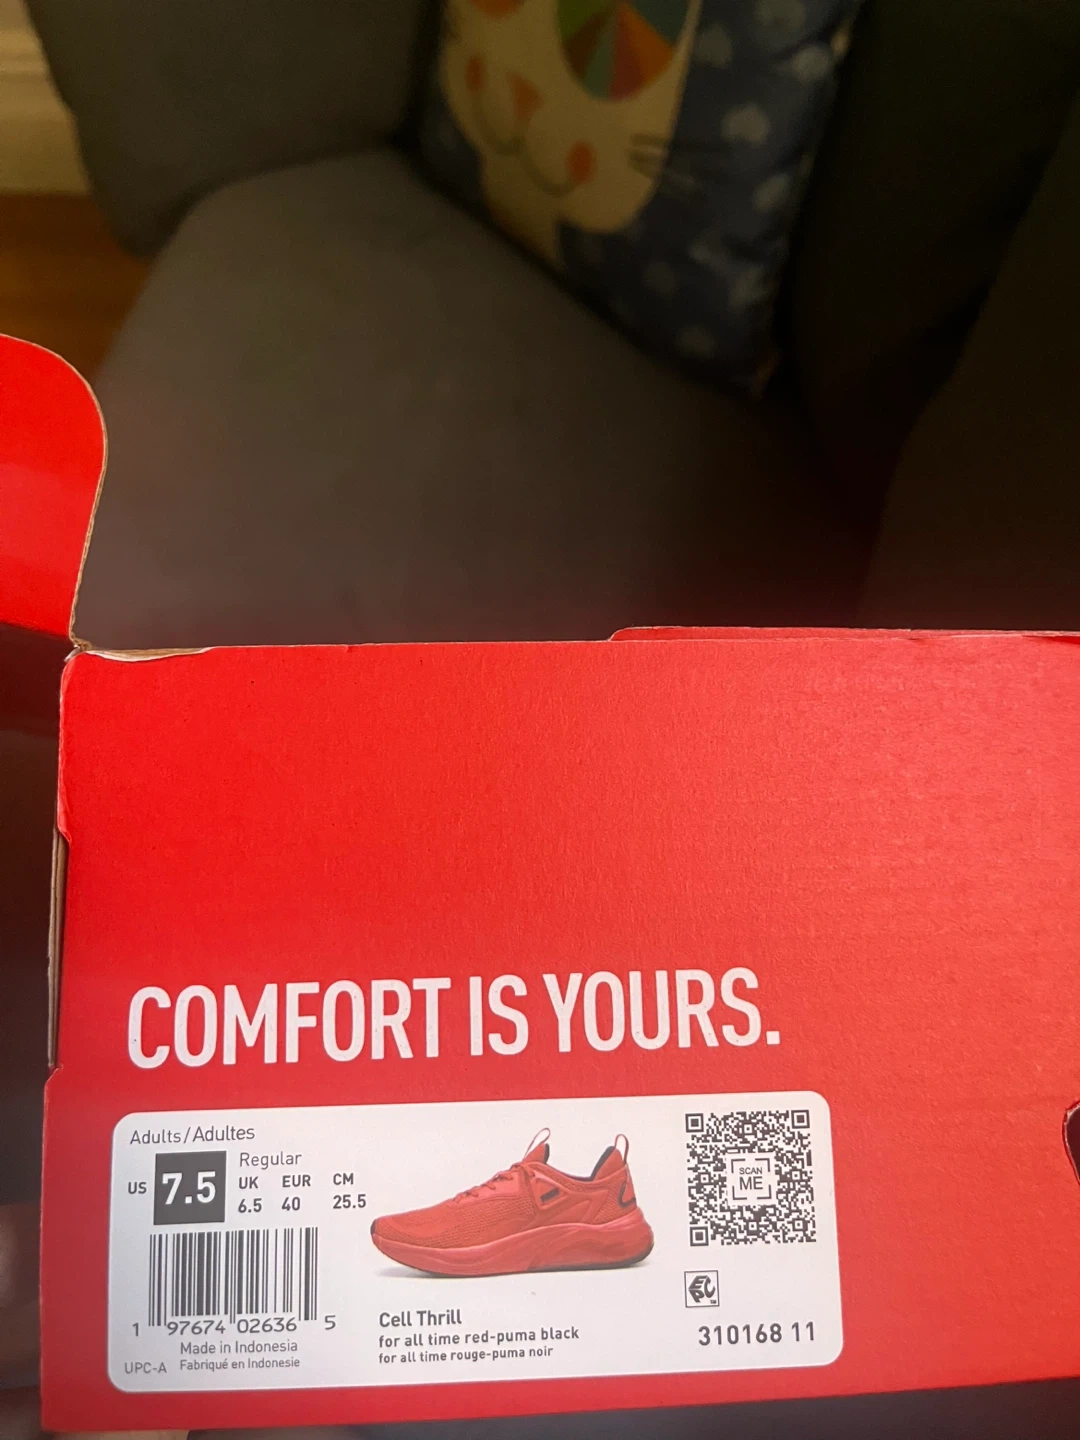 COMFORT IS YOURS.
Adults/Adultes
Regular
US 7.5
UK EUR CM
6.5 40 25.5
SCAN
ME
1 97674 02636 5
Made in Indonesia
UPC-A Fabriqué en Indonesie
Cell Thrill
for all time red-puma black
for all time rouge-puma noir
EPC
TM
310168 11